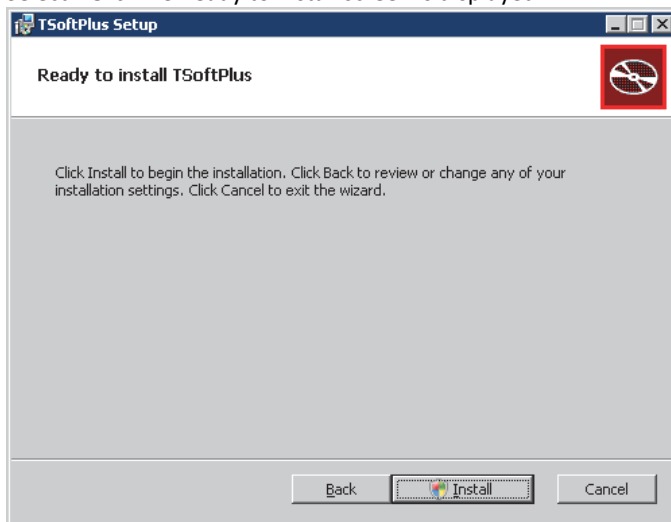 TSoftPlus Setup
Ready to install TSoftPlus
Click Install to begin the installation. Click Back to review or change any of your
installation settings. Click Cancel to exit the wizard.
Back Install Cancel